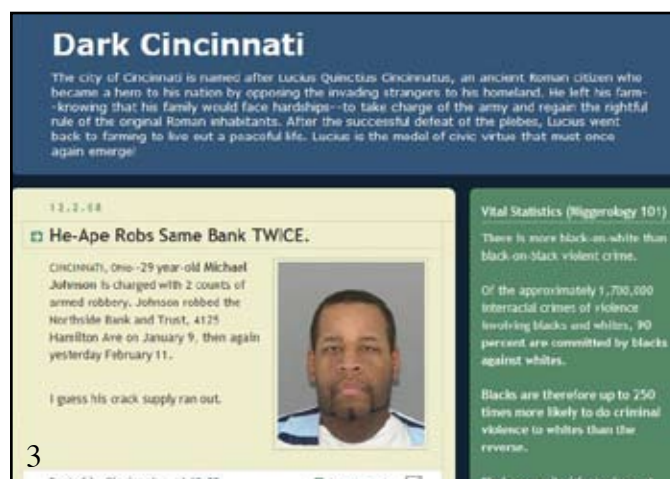 Dark Cincinnati
The city of Cincinnati is named after Lucius Quinctius Cincinnatus, an ancient Roman citizen who
became a hero to his nation by opposing the invading strangers to his homeland. He left his farm-
-knowing that his family would face hardships--to take charge of the army and regain the rightful
rule of the original Roman inhabitants. After the successful defeat of the plebes, Lucius went
back to farming to live out a peaceful life. Lucius is the model of civic virtue that must once
again emerge!
12.2.08
He-Ape Robs Same Bank TWICE.
CINCINNATI, Ohio--29 year-old Michael
Johnson is charged with 2 counts of
armed robbery. Johnson robbed the
Northside Bank and Trust, 4125
Hamilton Ave on January 9, then again
yesterday February 11.
I guess his crack supply ran out.
3
Vital Statistics (Niggerology 101)
There is more black-on-white than
black-on-black violent crime.
Of the approximately 1,700,000
interracial crimes of violence
involving blacks and whites, 90
percent are committed by blacks
against whites.
Blacks are therefore up to 250
times more likely to do criminal
violence to whites than the
reverse.